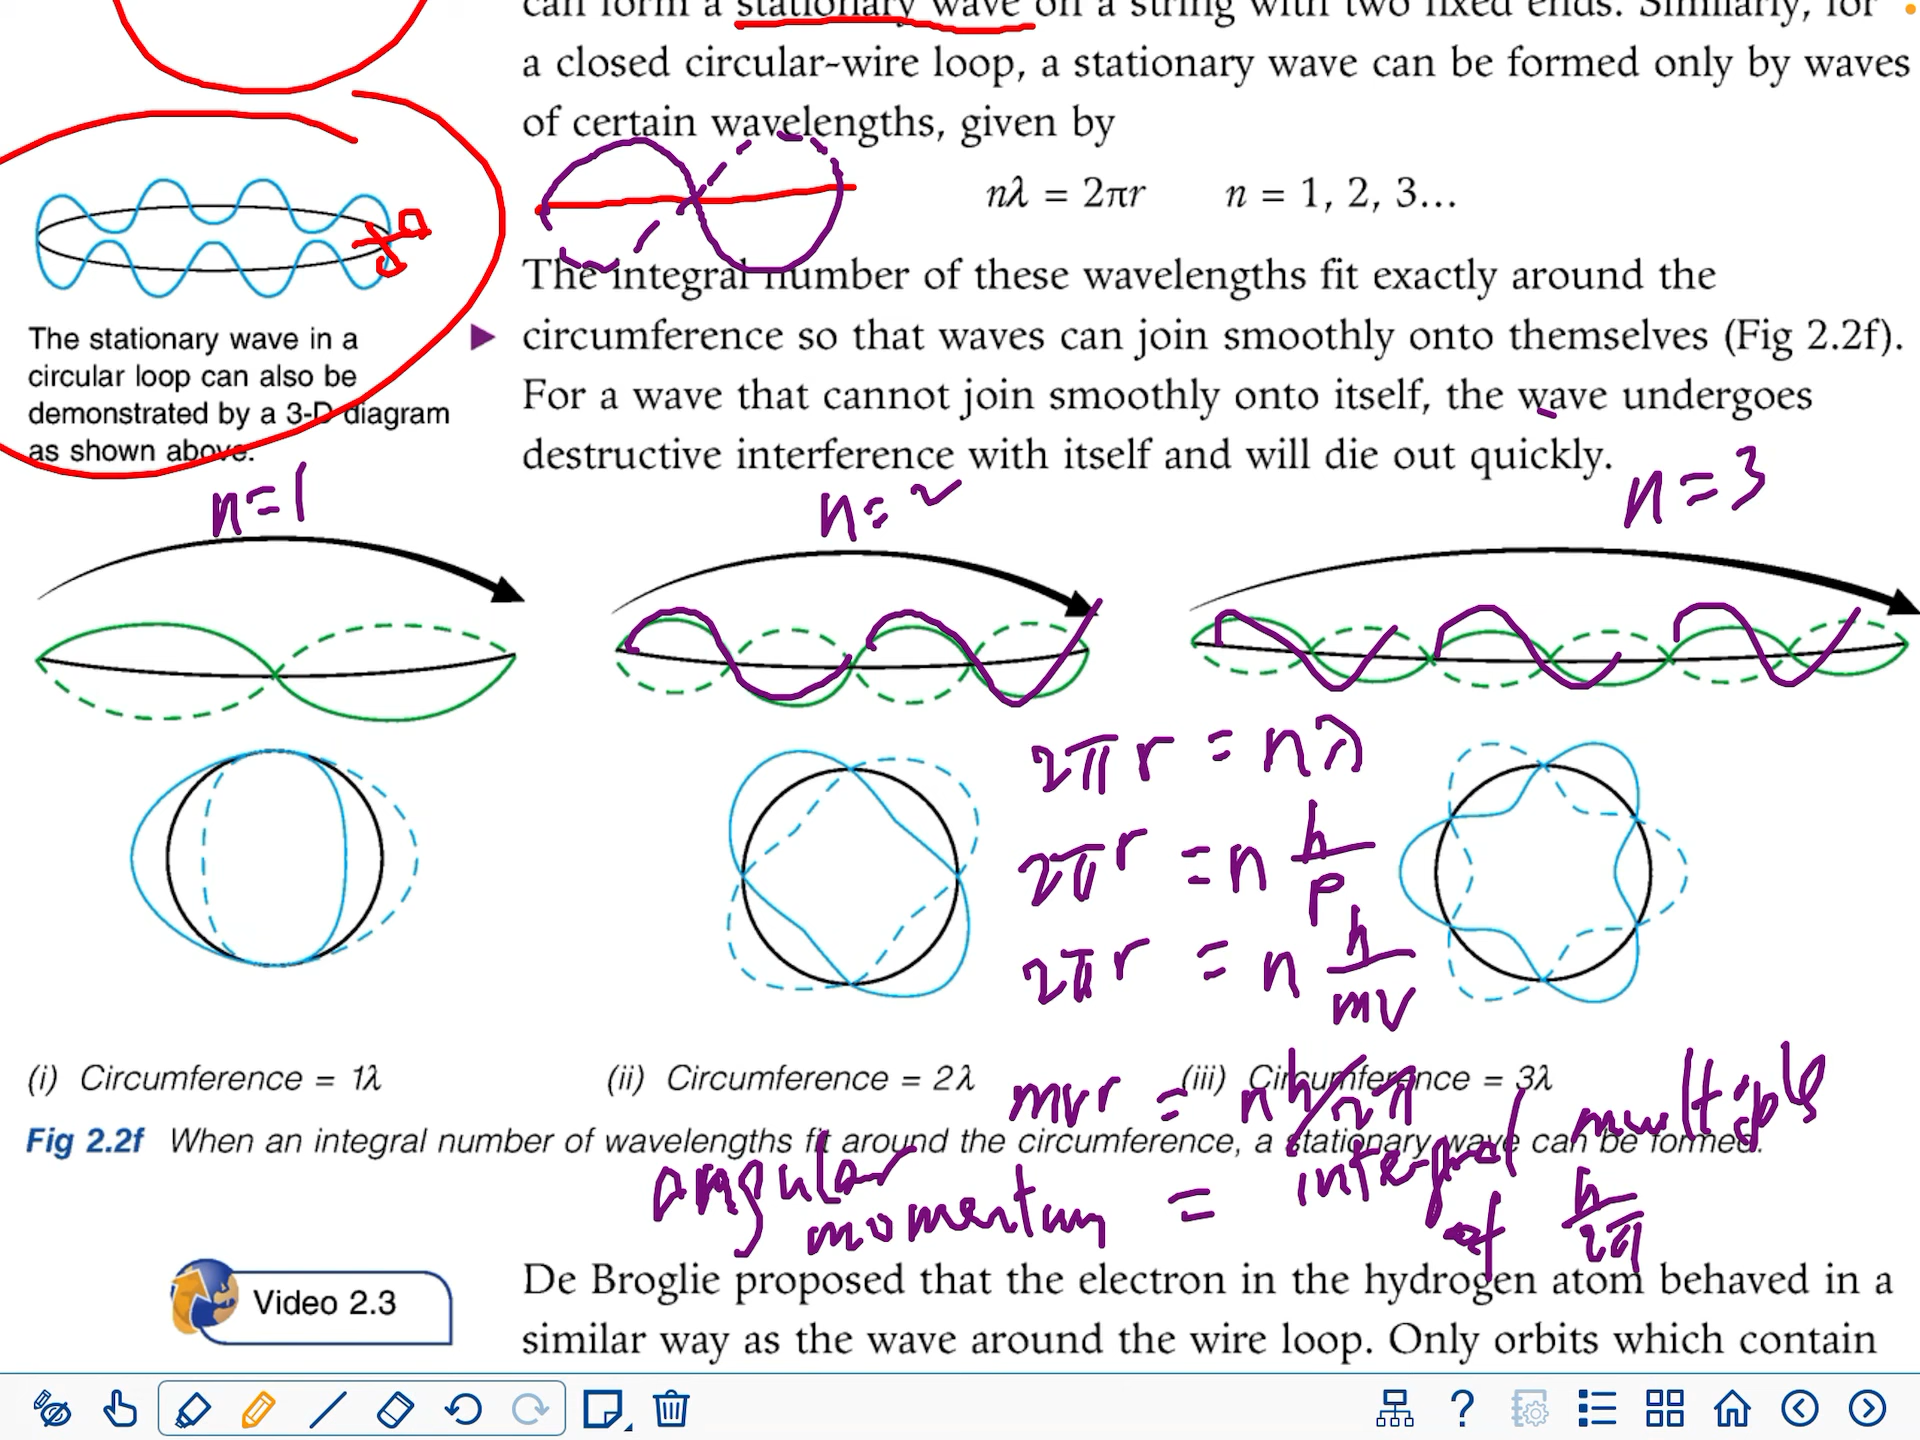 can form a stationary wave on a string with two fixed ends. Similarly, for
a closed circular-wire loop, a stationary wave can be formed only by waves
of certain wavelengths, given by
nλ = 2πr n = 1, 2, 3...
The integral number of these wavelengths fit exactly around the
circumference so that waves can join smoothly onto themselves (Fig 2.2f).
For a wave that cannot join smoothly onto itself, the wave undergoes
destructive interference with itself and will die out quickly.
The stationary wave in a
circular loop can also be
demonstrated by a 3-D diagram
as shown above.
n=1
n=2
n=3
2πr = nλ
2πr = n h/p
2πr = n h/mv
(i) Circumference = 1λ
(ii) Circumference = 2λ
(iii) Circumference = 3λ
mvr = nh/2π
Fig 2.2f When an integral number of wavelengths fit around the circumference, a stationary wave can be formed.
angular momentum = integral multiple of h/2π
Video 2.3
De Broglie proposed that the electron in the hydrogen atom behaved in a
similar way as the wave around the wire loop. Only orbits which contain